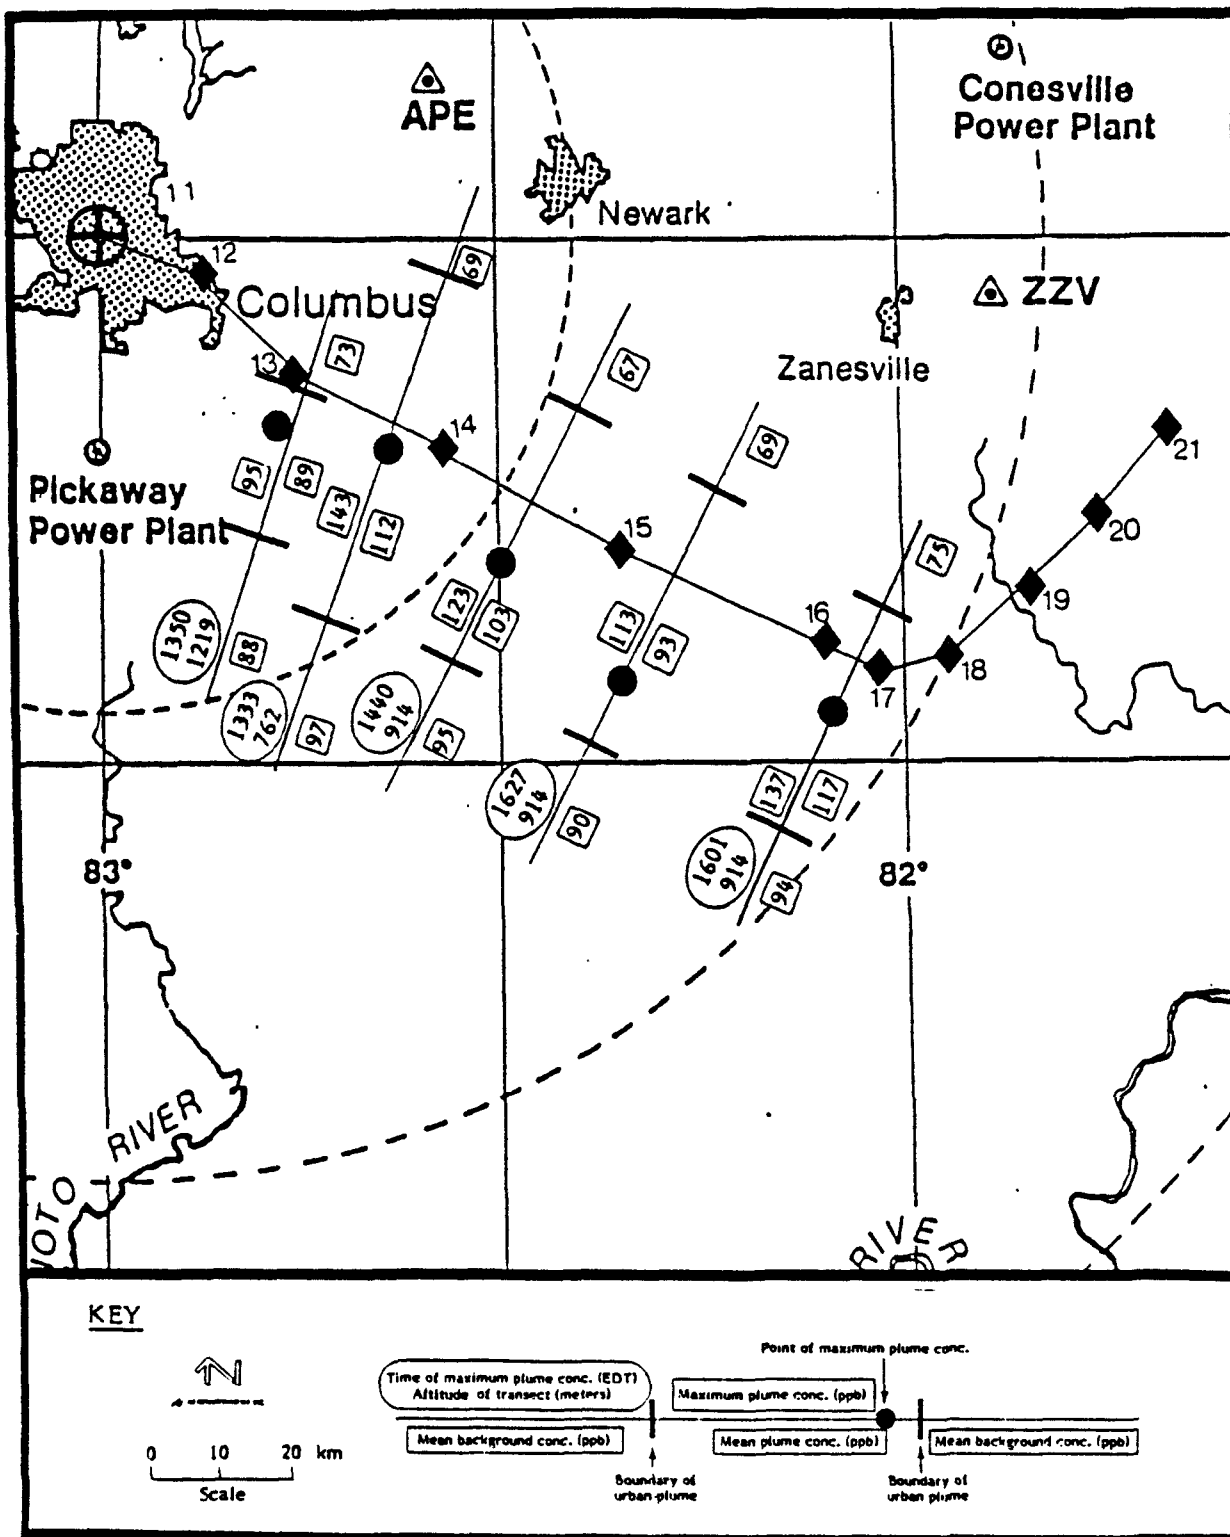 APE
Conesville
Power Plant
11
Newark
12
Columbus
69
ZZV
13
73
67
Zanesville
14
69
21
Pickaway
Power Plant
95
89
143
112
20
15
75
123
103
113
93
16
19
1350
1219
88
17
18
1333
762
97
1440
914
95
1627
914
90
137
117
1601
914
94
83°
82°
RIVER
IOTO
RIVER
KEY
N
0 10 20 km
Scale
Point of maximum plume conc.
Time of maximum plume conc. (EDT)
Altitude of transect (meters)
Maximum plume conc. (ppb)
Mean background conc. (ppb)
Mean plume conc. (ppb)
Mean background conc. (ppb)
Boundary of
urban plume
Boundary of
urban plume